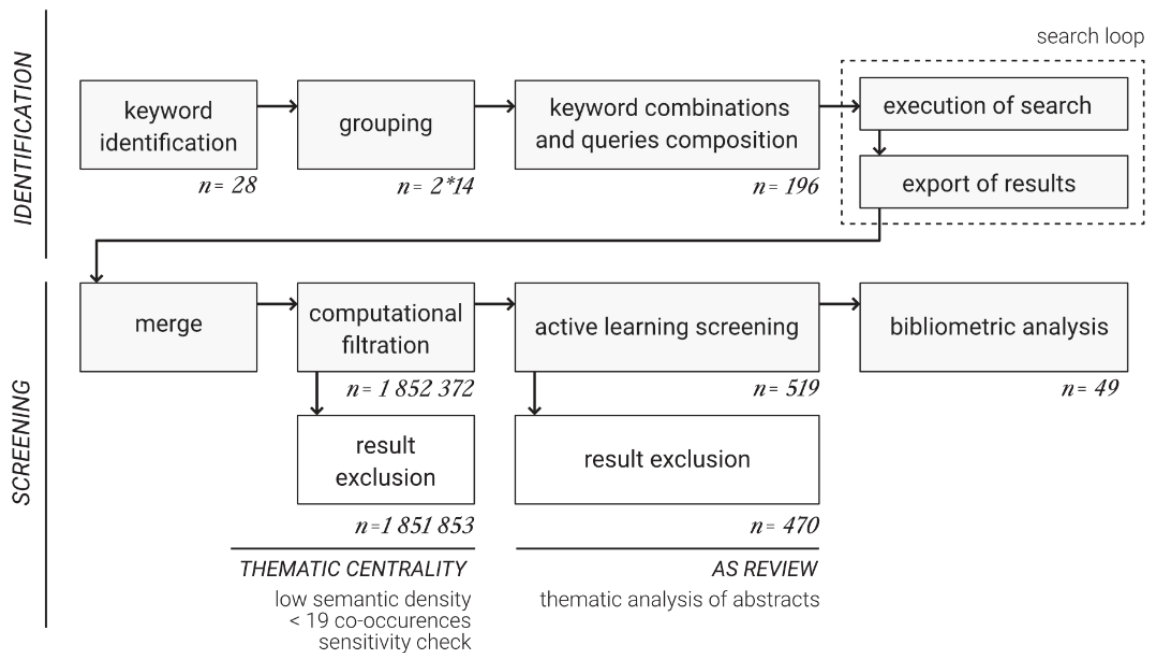 IDENTIFICATION
search loop
keyword
identification
n= 28
grouping
n= 2*14
keyword combinations
and queries composition
n= 196
execution of search
export of results
SCREENING
merge
computational
filtration
n= 1 852 372
active learning screening
n= 519
bibliometric analysis
n= 49
result
exclusion
n=1 851 853
result exclusion
n= 470
THEMATIC CENTRALITY
low semantic density
< 19 co-occurences
sensitivity check
AS REVIEW
thematic analysis of abstracts